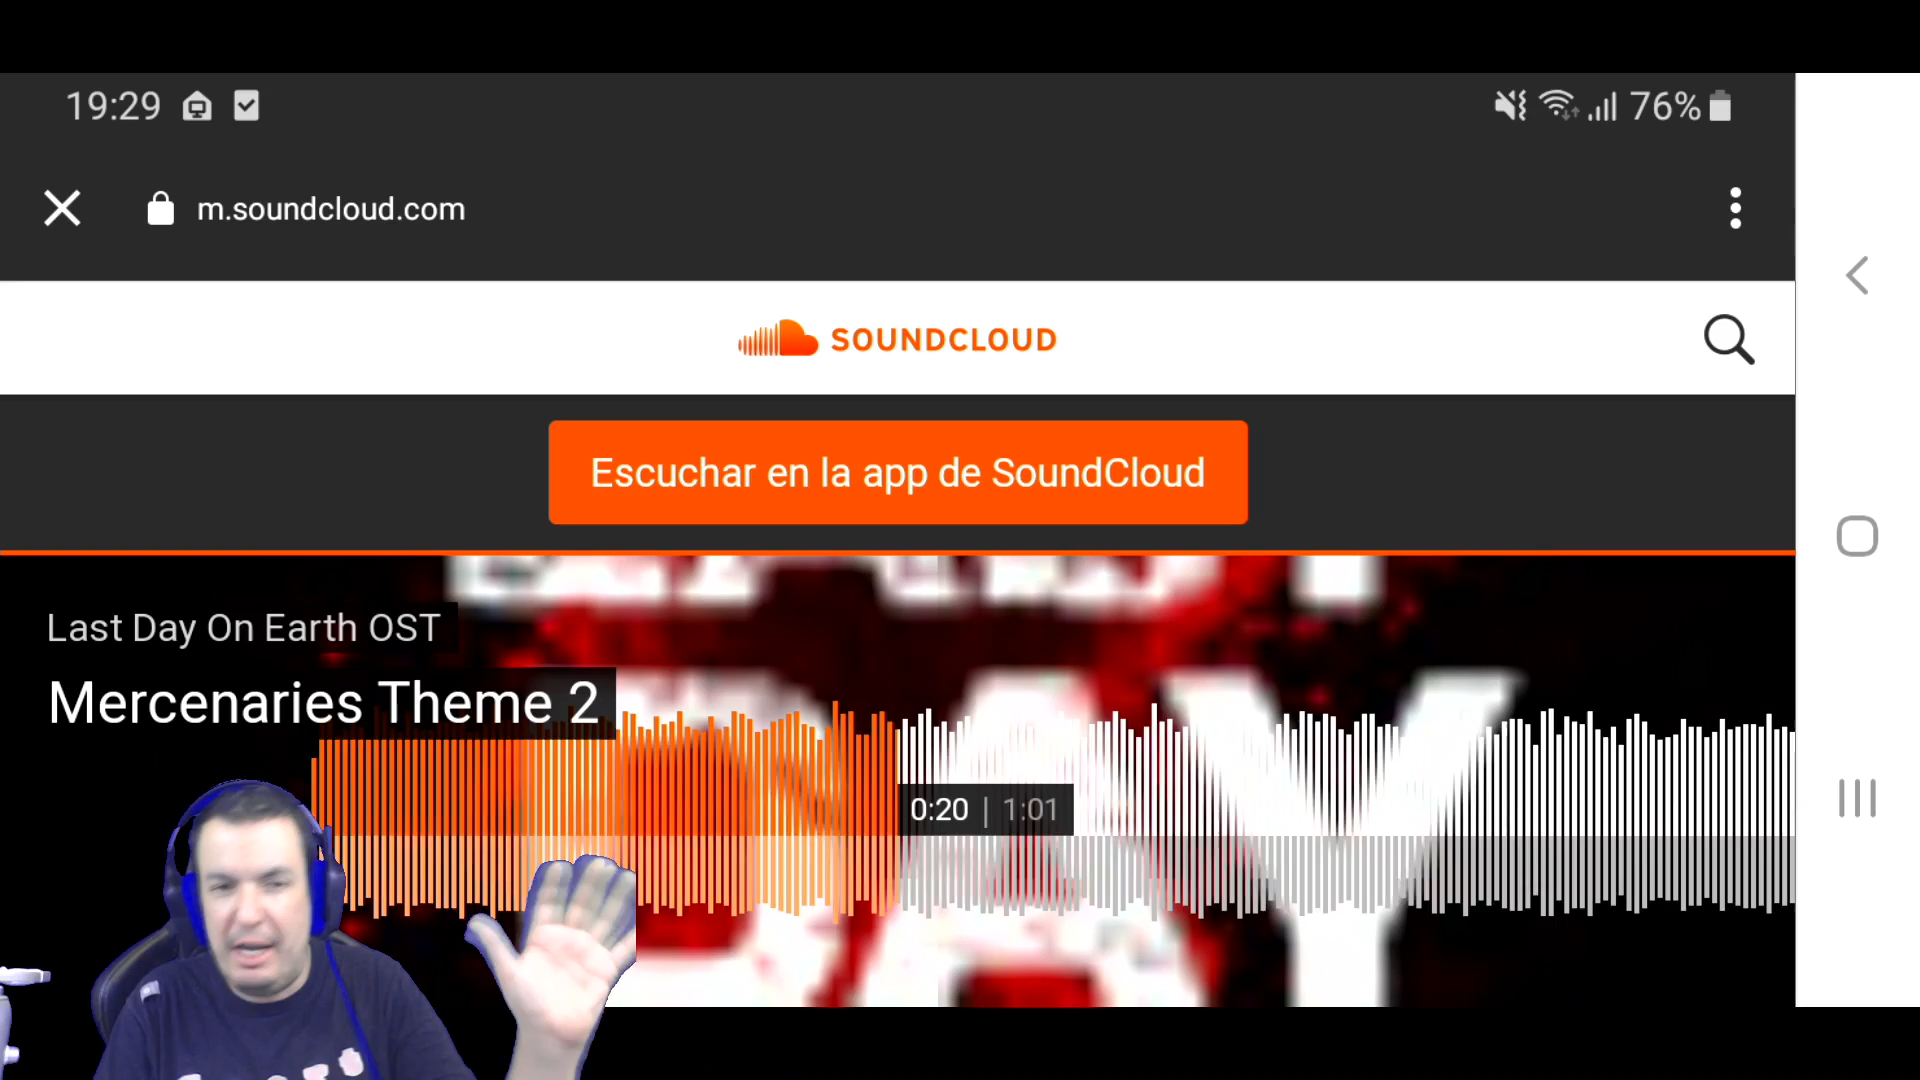 19:29
76%
m.soundcloud.com
SOUNDCLOUD
Escuchar en la app de SoundCloud
Last Day On Earth OST
Mercenaries Theme 2
0:20 | 1:01
DAY